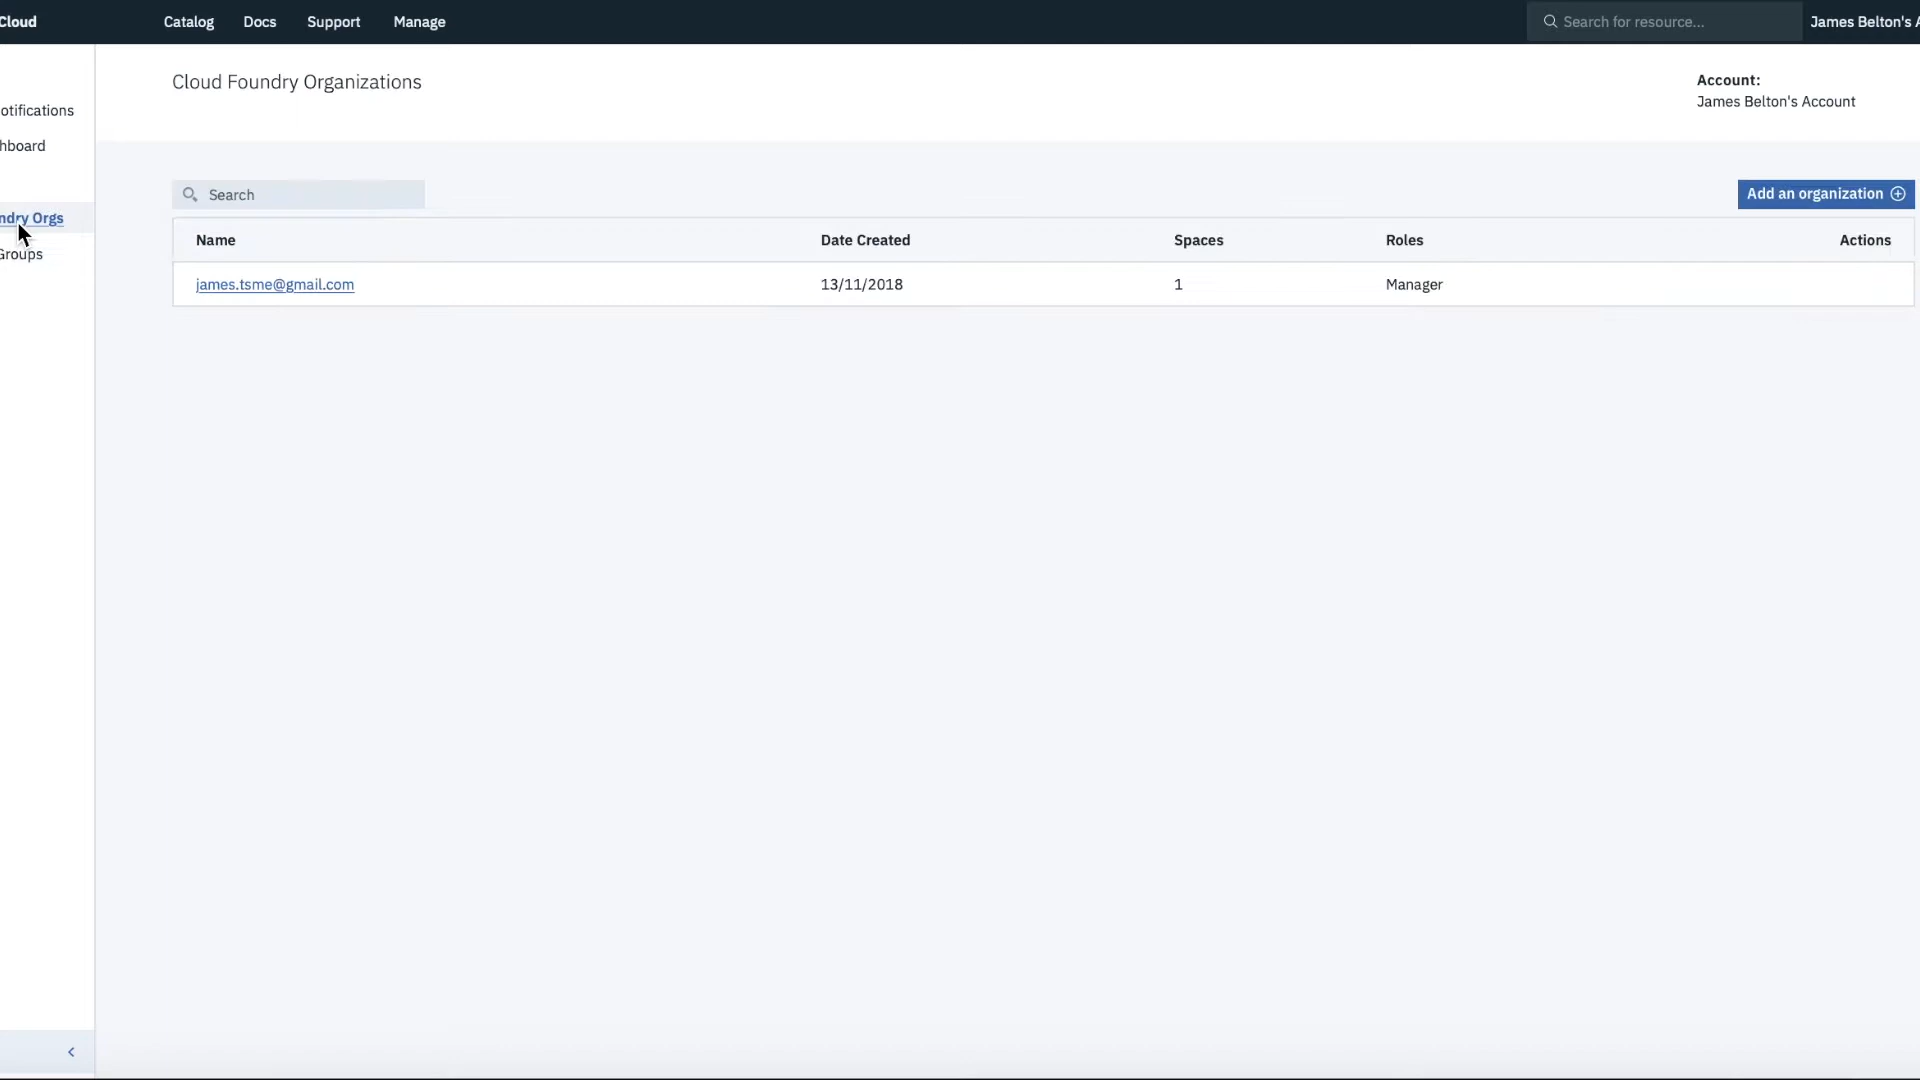 Cloud Catalog Docs Support Manage Search for resource... James Belton's A
Cloud Foundry Organizations
Account:
James Belton's Account
otifications
hboard
ndry Orgs
Groups
Search
Add an organization
Name Date Created Spaces Roles Actions
james.tsme@gmail.com 13/11/2018 1 Manager